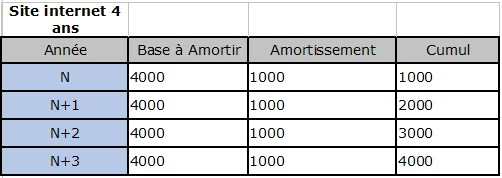 Site internet 4
ans
Année Base à Amortir Amortissement Cumul
N 4000 1000 1000
N+1 4000 1000 2000
N+2 4000 1000 3000
N+3 4000 1000 4000